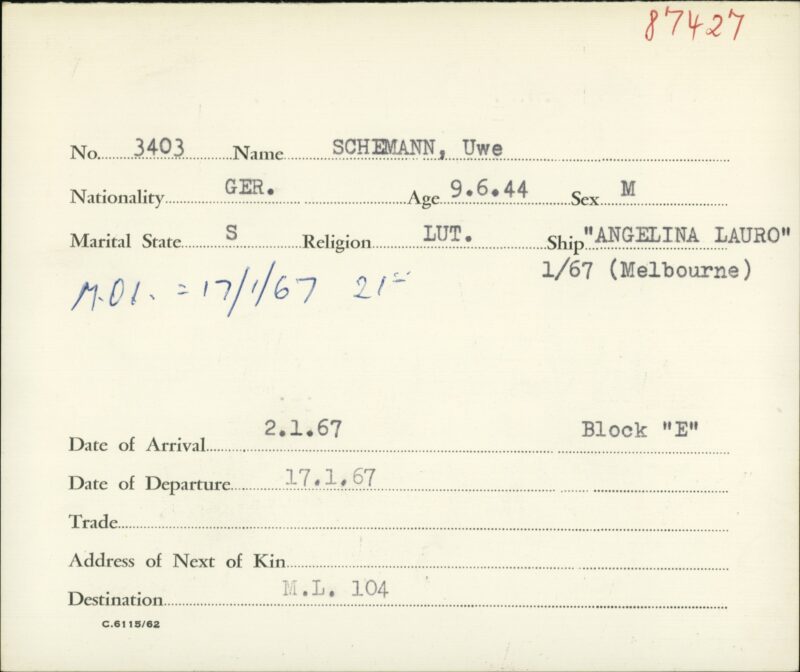 87427
No. 3403 Name SCHEMANN, Uwe
Nationality GER. Age 9.6.44 Sex M
Marital State S Religion LUT. Ship "ANGELINA LAURO"
1/67 (Melbourne)
= 17/1/67 21
Date of Arrival 2.1.67 Block "E"
Date of Departure 17.1.67
Trade
Address of Next of Kin
Destination M.L. 104
C.6115/62